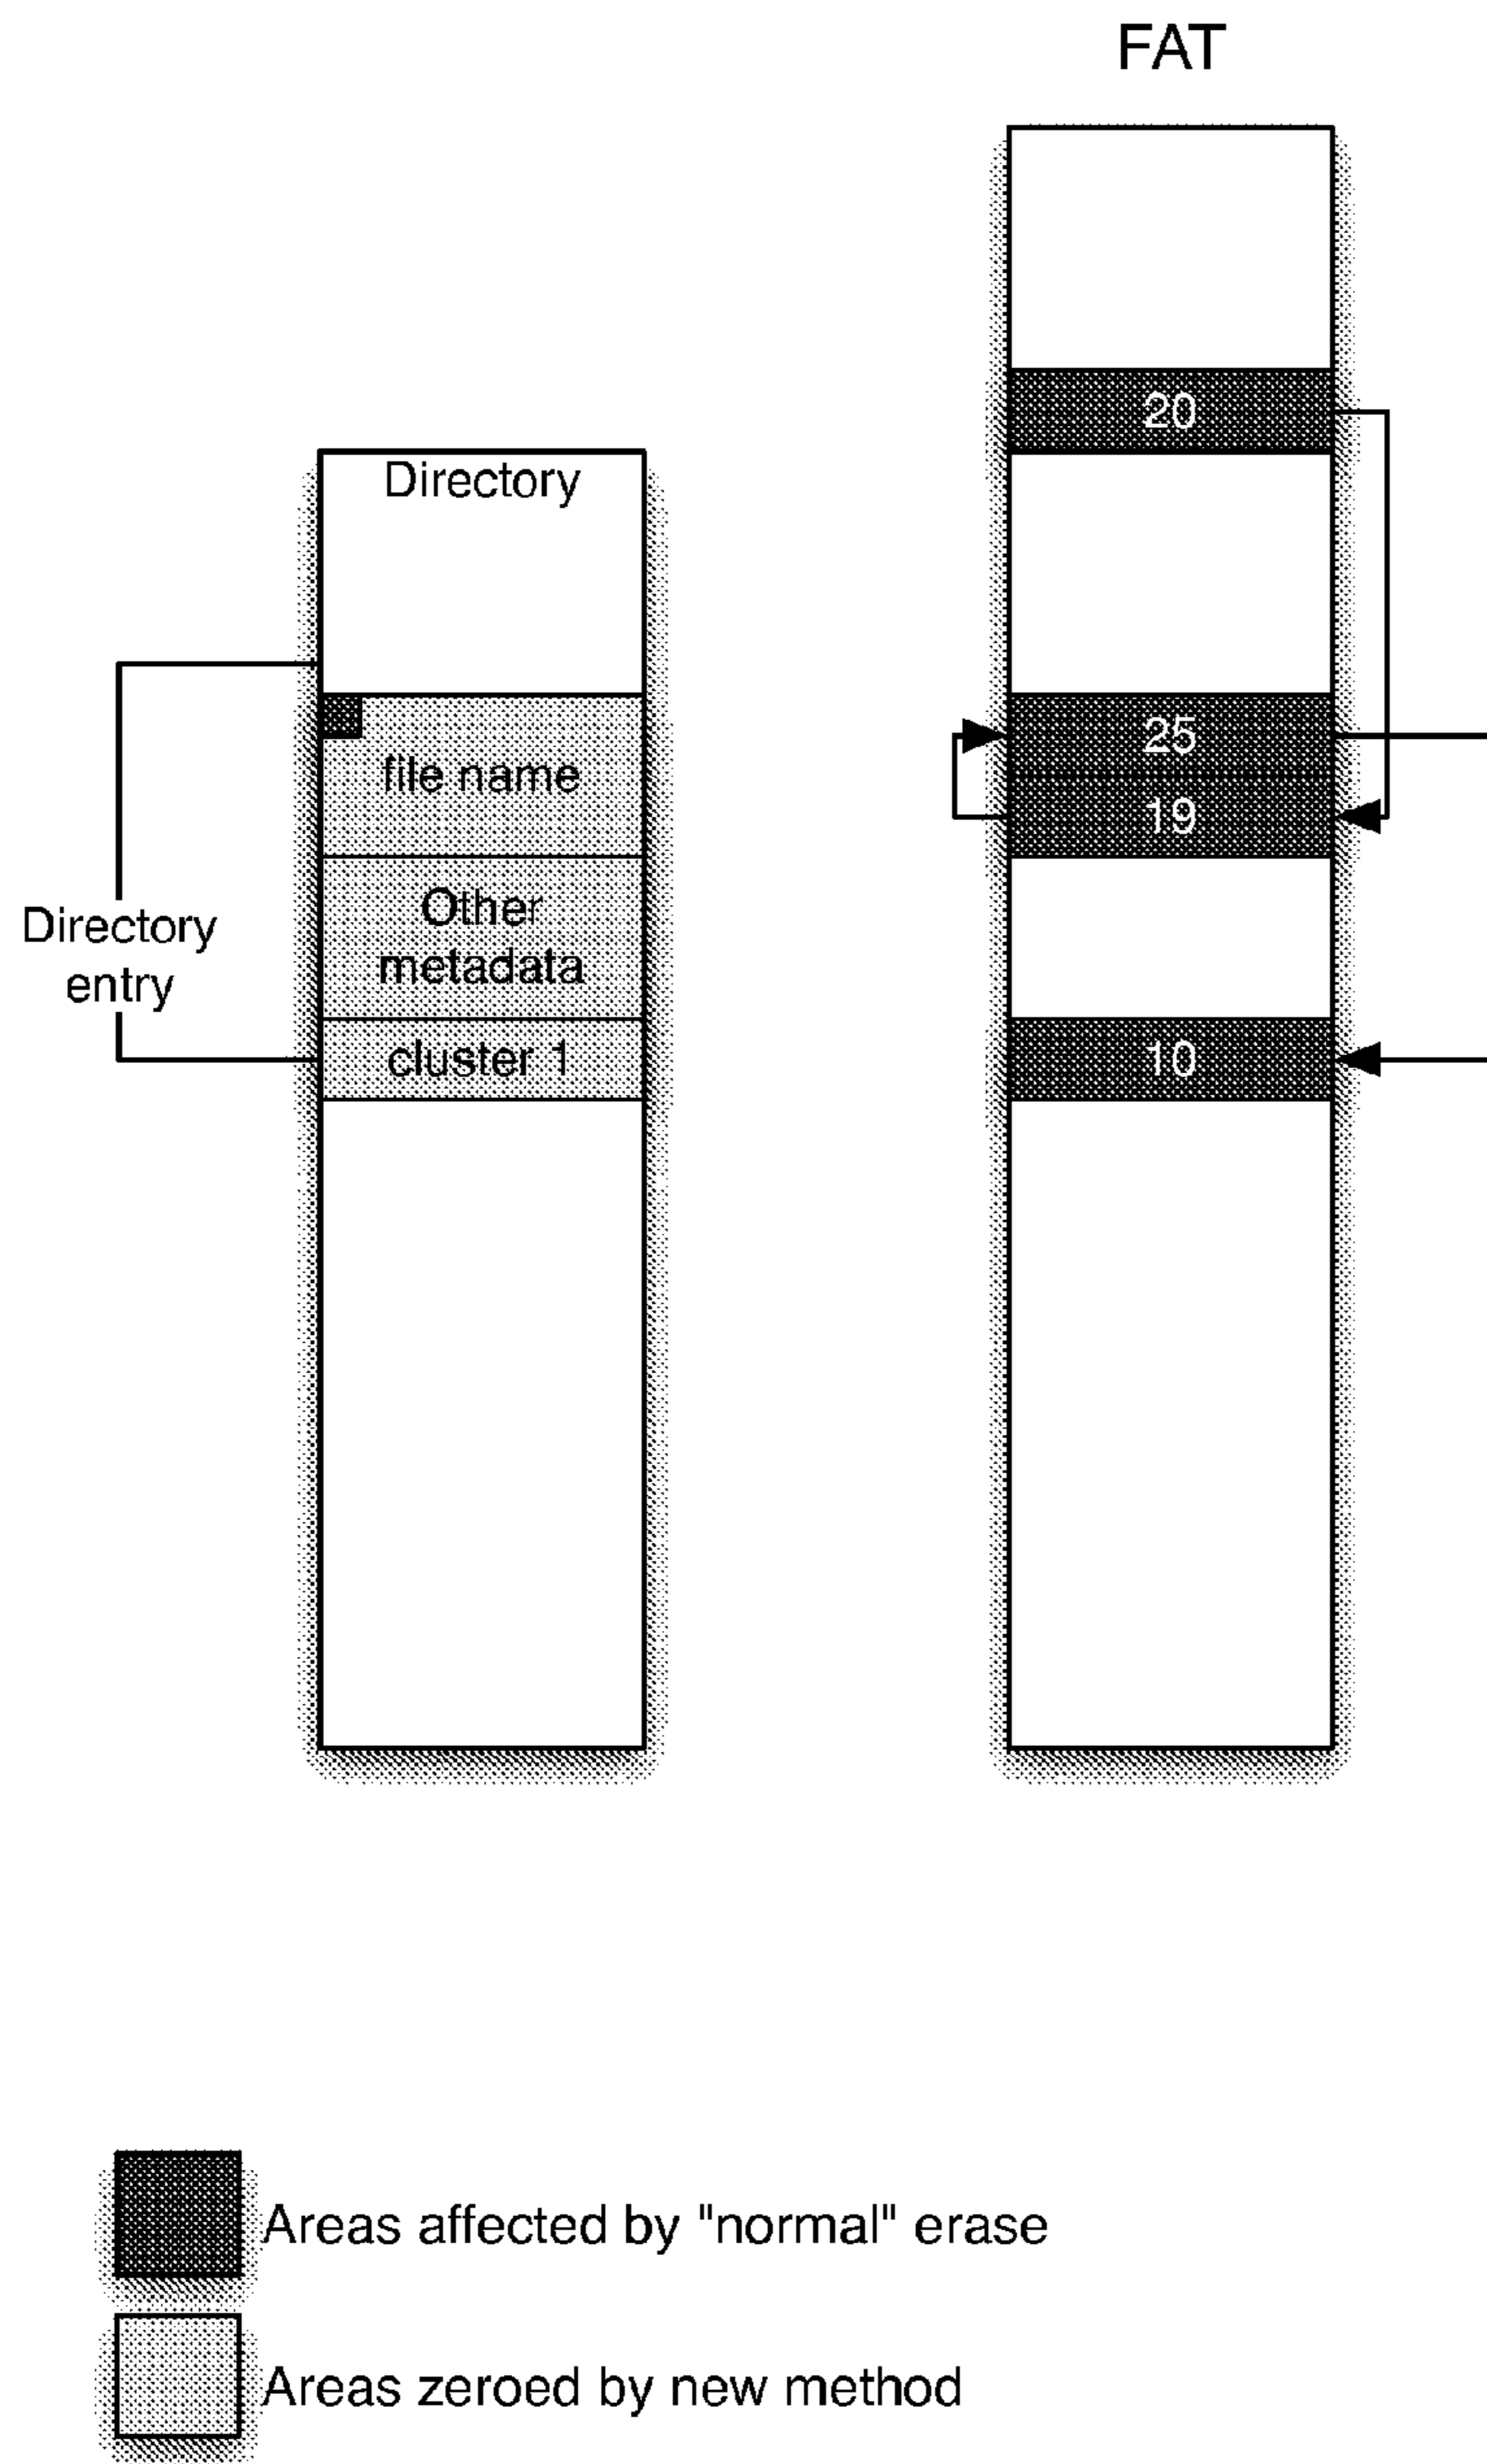 FAT
20
Directory
25
file name
19
Other
metadata
Directory
entry
cluster 1
10
Areas affected by "normal" erase
Areas zeroed by new method